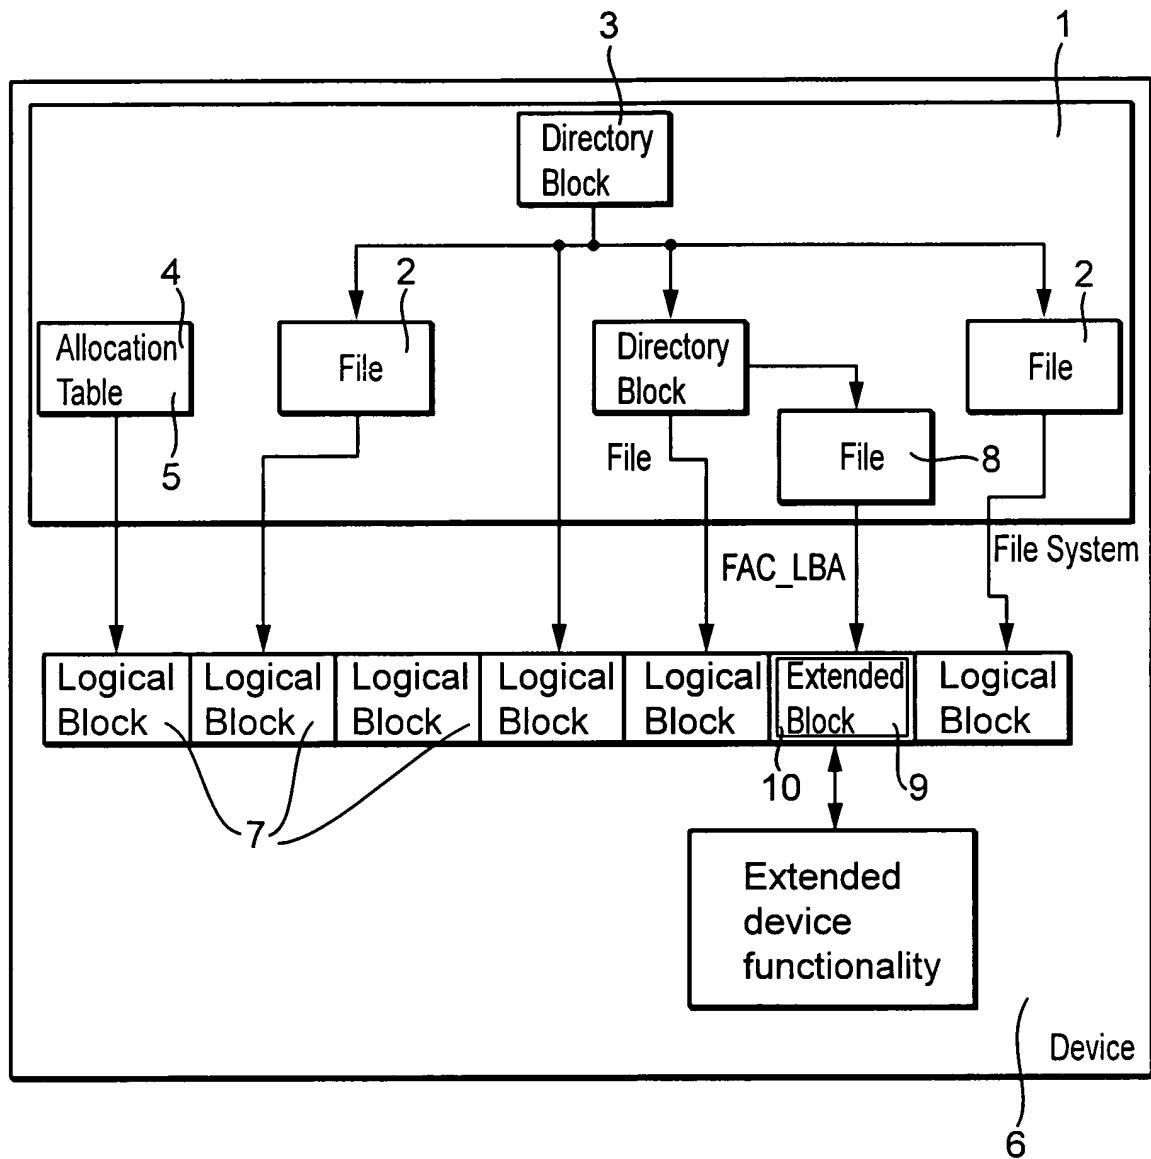 3
1
Directory
Block
4
2
2
Allocation
Table
5
File
Directory
Block
File
File
File
8
FAC_LBA
File System
Logical
Block
Logical
Block
Logical
Block
Logical
Block
Logical
Block
Extended
Block
Logical
Block
7
10
9
Extended
device
functionality
Device
6